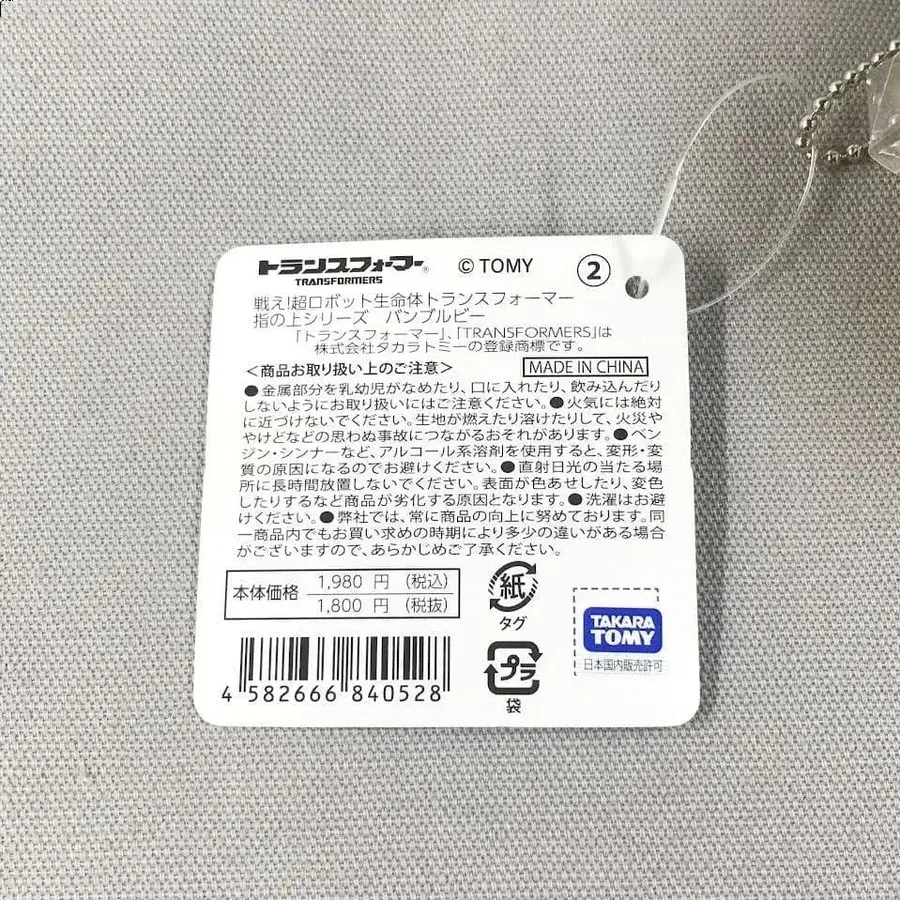 トランスフォーマー® © TOMY ②
TRANSFORMERS
戦え!超ロボット生命体トランスフォーマー
指の上シリーズ バンブルビー
「トランスフォーマー」、「TRANSFORMERS」は
株式会社タカラトミーの登録商標です。
<商品お取り扱い上のご注意> MADE IN CHINA
●金属部分を乳幼児がなめたり、口に入れたり、飲み込んだり
しないようにお取り扱いにはご注意ください。●火気には絶対
に近づけないでください。生地が燃えたり溶けたりして、火災や
やけどなどの思わぬ事故につながるおそれがあります。●ベン
ジン・シンナーなど、アルコール系溶剤を使用すると、変形・変
質の原因になるのでお避けください。●直射日光の当たる場
所に長時間放置しないでください。表面が色あせしたり、変色
したりするなど商品が劣化する原因となります。●洗濯はお避
けください。●弊社では、常に商品の向上に努めております。同
一商品内でもお買い求めの時期により多少の違いがある場合
がございますので、あらかじめご了承ください。
本体価格 1,980 円 (税込)
1,800 円 (税抜)
紙
タグ
プラ
袋
TAKARA
TOMY
日本国内販売許可
4 582666 840528